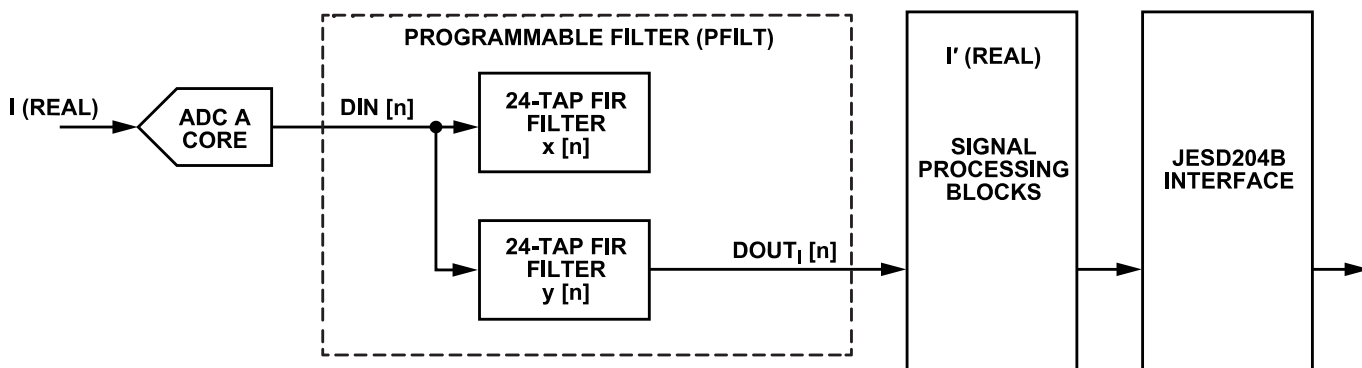 PROGRAMMABLE FILTER (PFILT)
I (REAL)
ADC A
CORE
DIN [n]
24-TAP FIR
FILTER
x [n]
24-TAP FIR
FILTER
y [n]
DOUTI [n]
I′ (REAL)
SIGNAL
PROCESSING
BLOCKS
JESD204B
INTERFACE